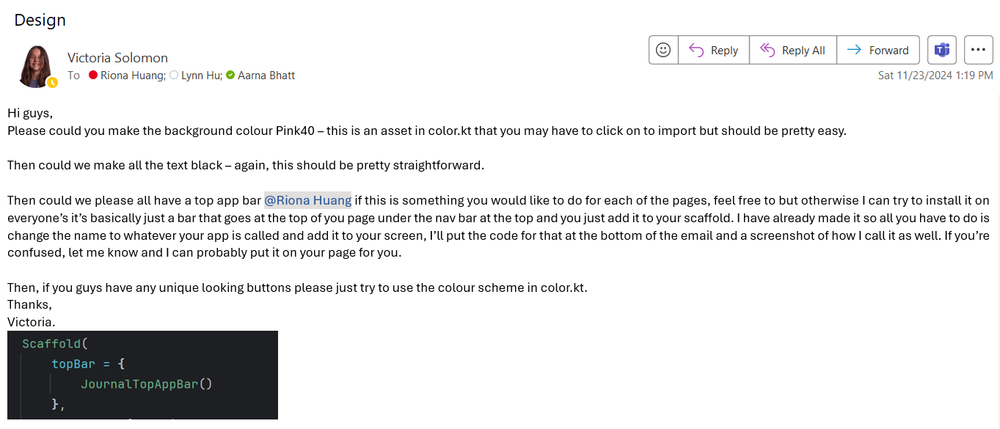 Design
Victoria Solomon
To Riona Huang; Lynn Hu; Aarna Bhatt
Reply
Reply All
Forward
Sat 11/23/2024 1:19 PM
Hi guys,
Please could you make the background colour Pink40 – this is an asset in color.kt that you may have to click on to import but should be pretty easy.
Then could we make all the text black – again, this should be pretty straightforward.
Then could we please all have a top app bar @Riona Huang if this is something you would like to do for each of the pages, feel free to but otherwise I can try to install it on
everyone’s it’s basically just a bar that goes at the top of you page under the nav bar at the top and you just add it to your scaffold. I have already made it so all you have to do is
change the name to whatever your app is called and add it to your screen, I’ll put the code for that at the bottom of the email and a screenshot of how I call it as well. If you’re
confused, let me know and I can probably put it on your page for you.
Then, if you guys have any unique looking buttons please just try to use the colour scheme in color.kt.
Thanks,
Victoria.
Scaffold(
topBar = {
JournalTopAppBar()
},